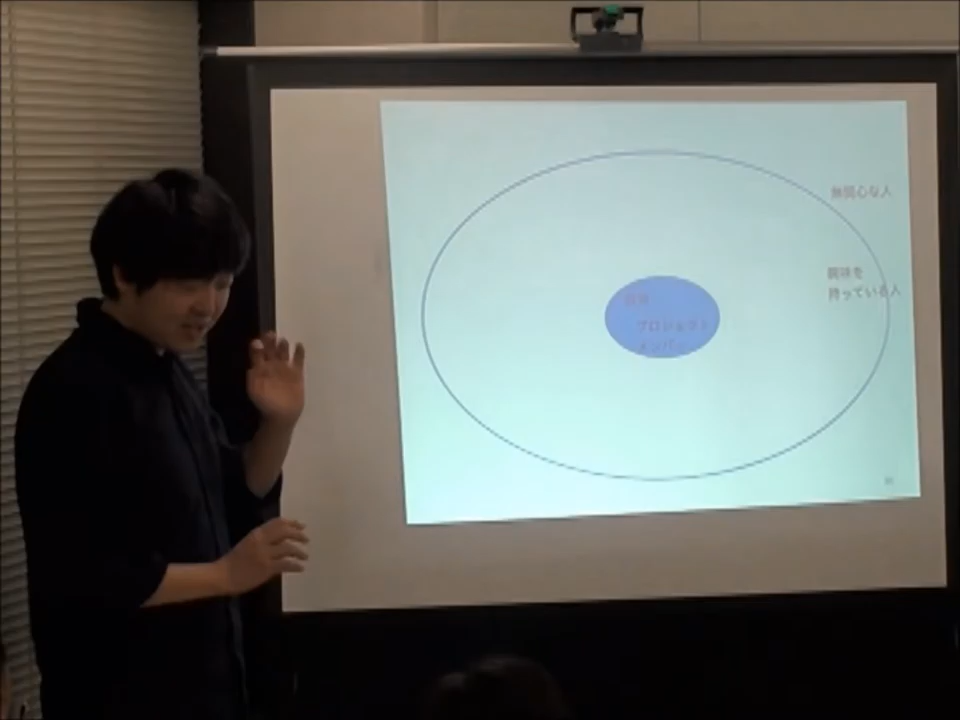 無関心な人
興味を
持っている人
プロジェクト
メンバー